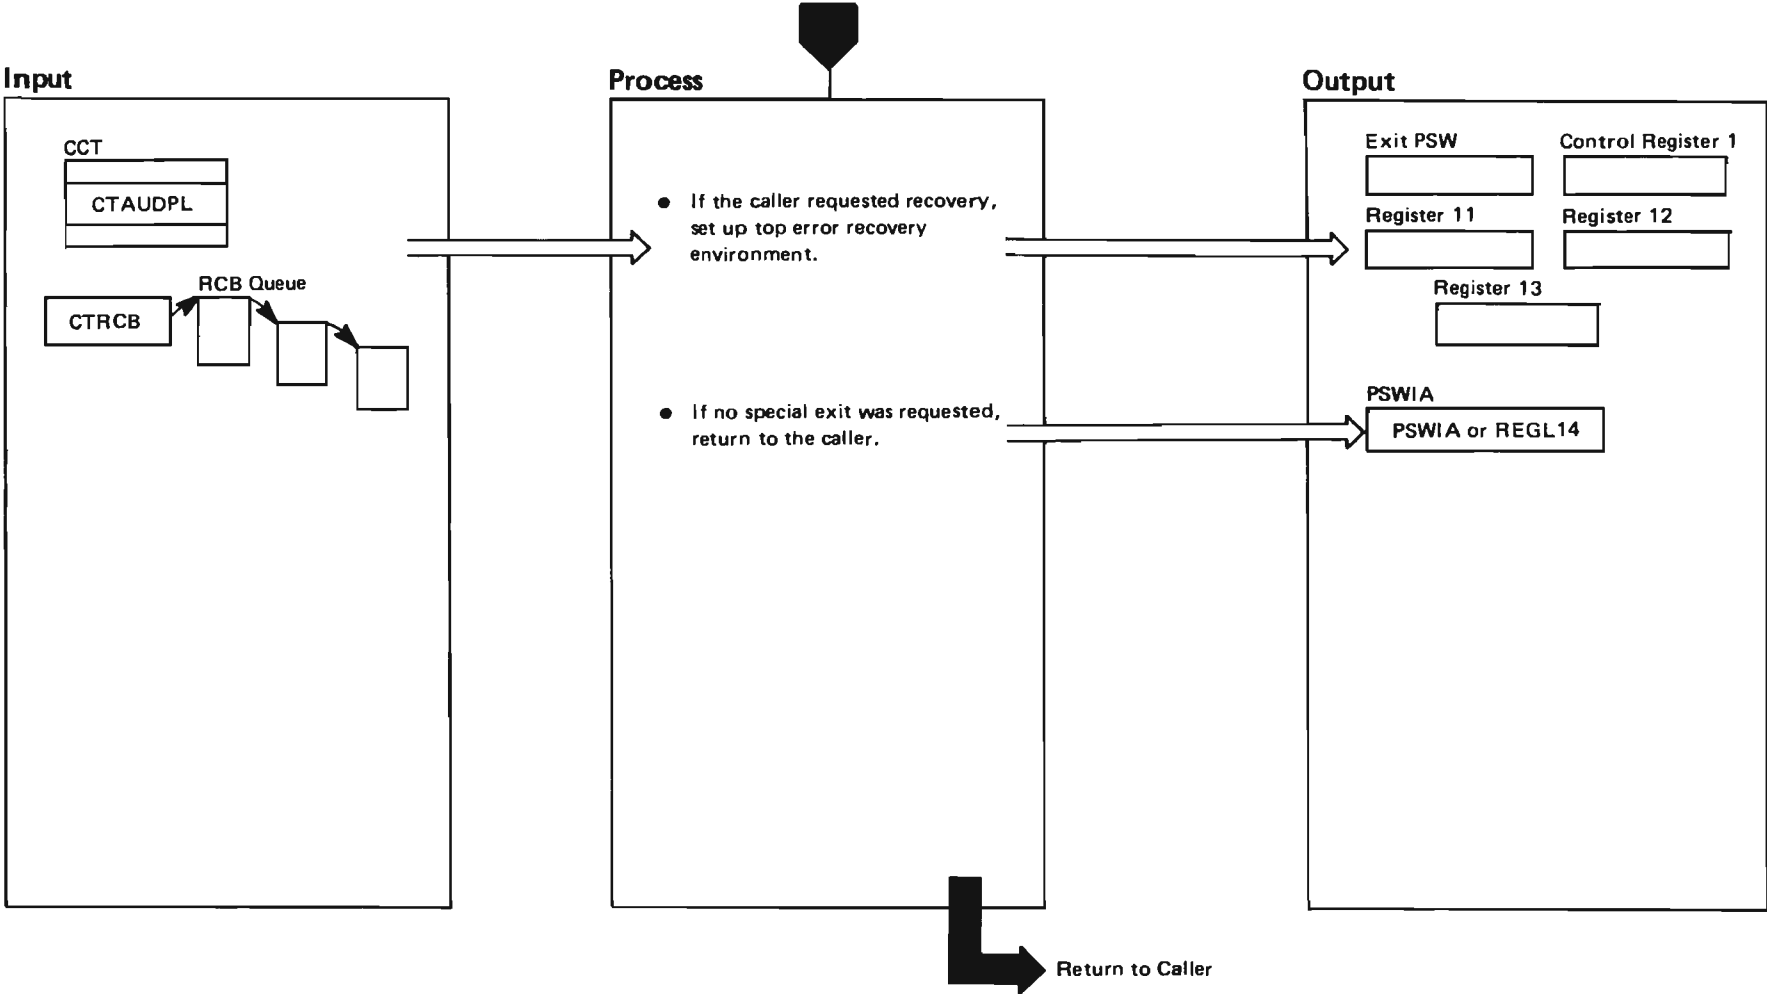 Input
CCT
CTAUDPL
RCB Queue
CTRCB
Process
● If the caller requested recovery,
set up top error recovery
environment.
● If no special exit was requested,
return to the caller.
Return to Caller
Output
Exit PSW
Control Register 1
Register 11
Register 12
Register 13
PSWIA
PSWIA or REGL14